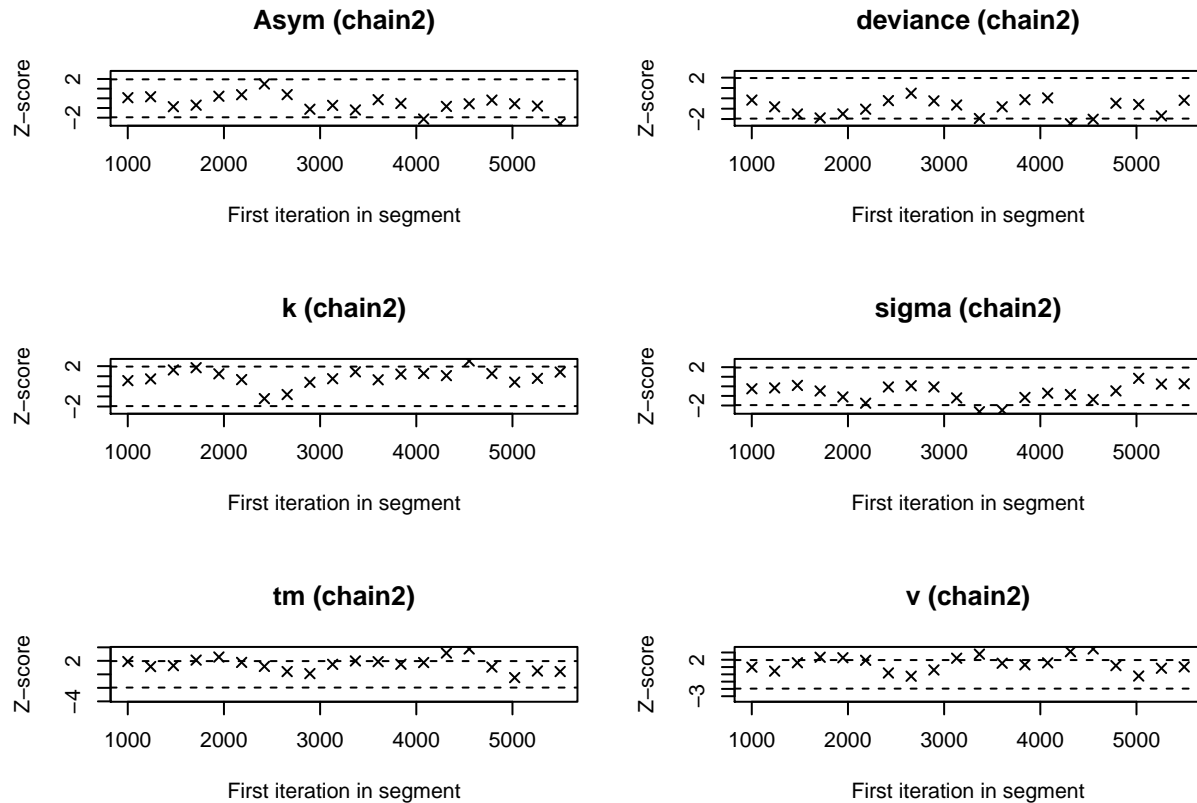 Asym (chain2)
Z−score
2
−2
1000 2000 3000 4000 5000
First iteration in segment
deviance (chain2)
Z−score
2
−2
1000 2000 3000 4000 5000
First iteration in segment
k (chain2)
Z−score
2
−2
1000 2000 3000 4000 5000
First iteration in segment
sigma (chain2)
Z−score
2
−2
1000 2000 3000 4000 5000
First iteration in segment
tm (chain2)
Z−score
2
−4
1000 2000 3000 4000 5000
First iteration in segment
v (chain2)
Z−score
2
−3
1000 2000 3000 4000 5000
First iteration in segment